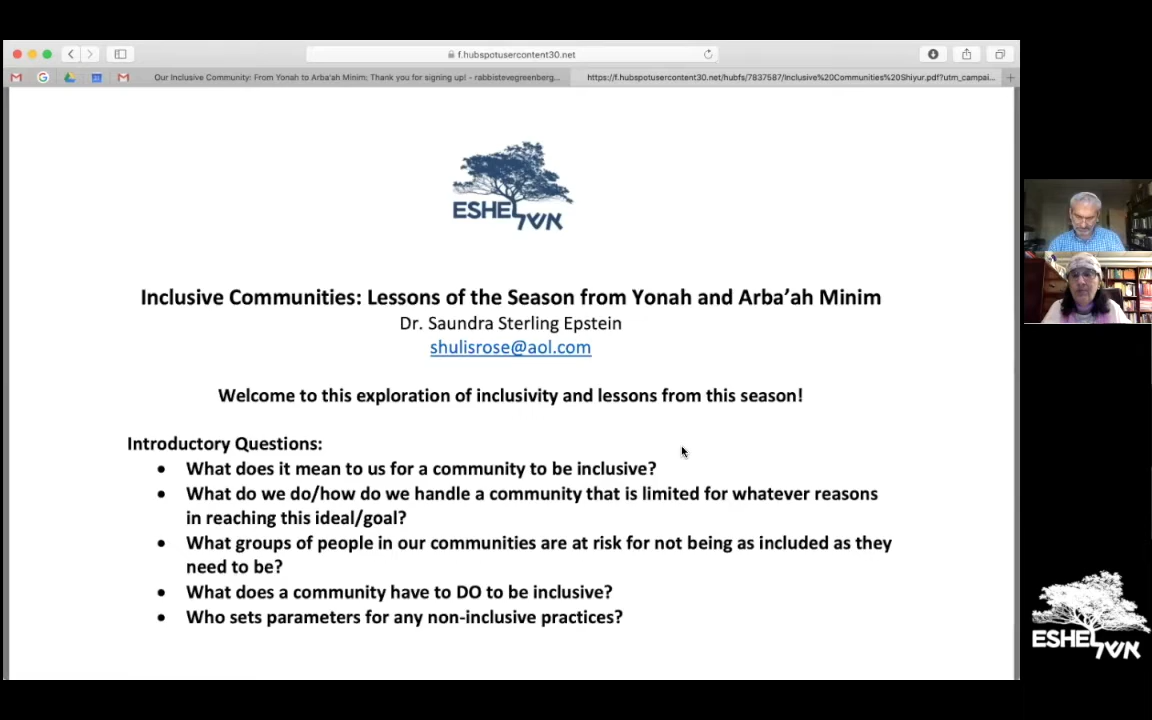 f.hubspotusercontent30.net
Our Inclusive Community: From Yonah to Arba'ah Minim; Thank you for signing up! - rabbistevegreenberg...
https://f.hubspotusercontent30.net/hubfs/7837587/Inclusive%20Communities%20Shiyur.pdf?utm_campai...
ESHEL
אשל
Inclusive Communities: Lessons of the Season from Yonah and Arba’ah Minim
Dr. Saundra Sterling Epstein
shulisrose@aol.com
Welcome to this exploration of inclusivity and lessons from this season!
Introductory Questions:
• What does it mean to us for a community to be inclusive?
• What do we do/how do we handle a community that is limited for whatever reasons
in reaching this ideal/goal?
• What groups of people in our communities are at risk for not being as included as they
need to be?
• What does a community have to DO to be inclusive?
• Who sets parameters for any non-inclusive practices?
ESHEL
אשל